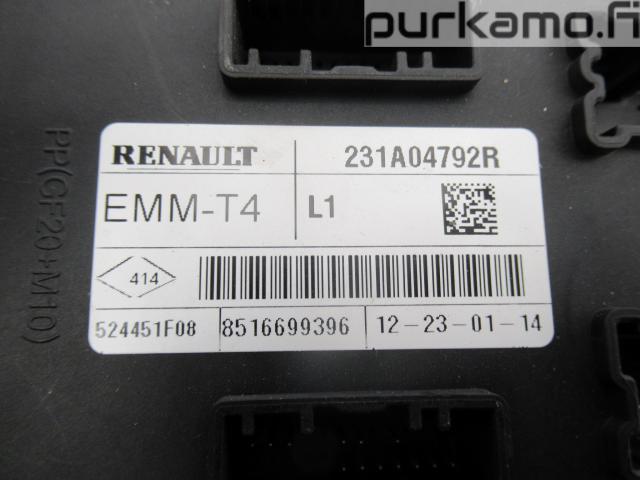 purkamo.fi
PP(GF20+M10)
RENAULT 231A04792R
EMM-T4 L1
414
524451F08 8516699396 12-23-01-14